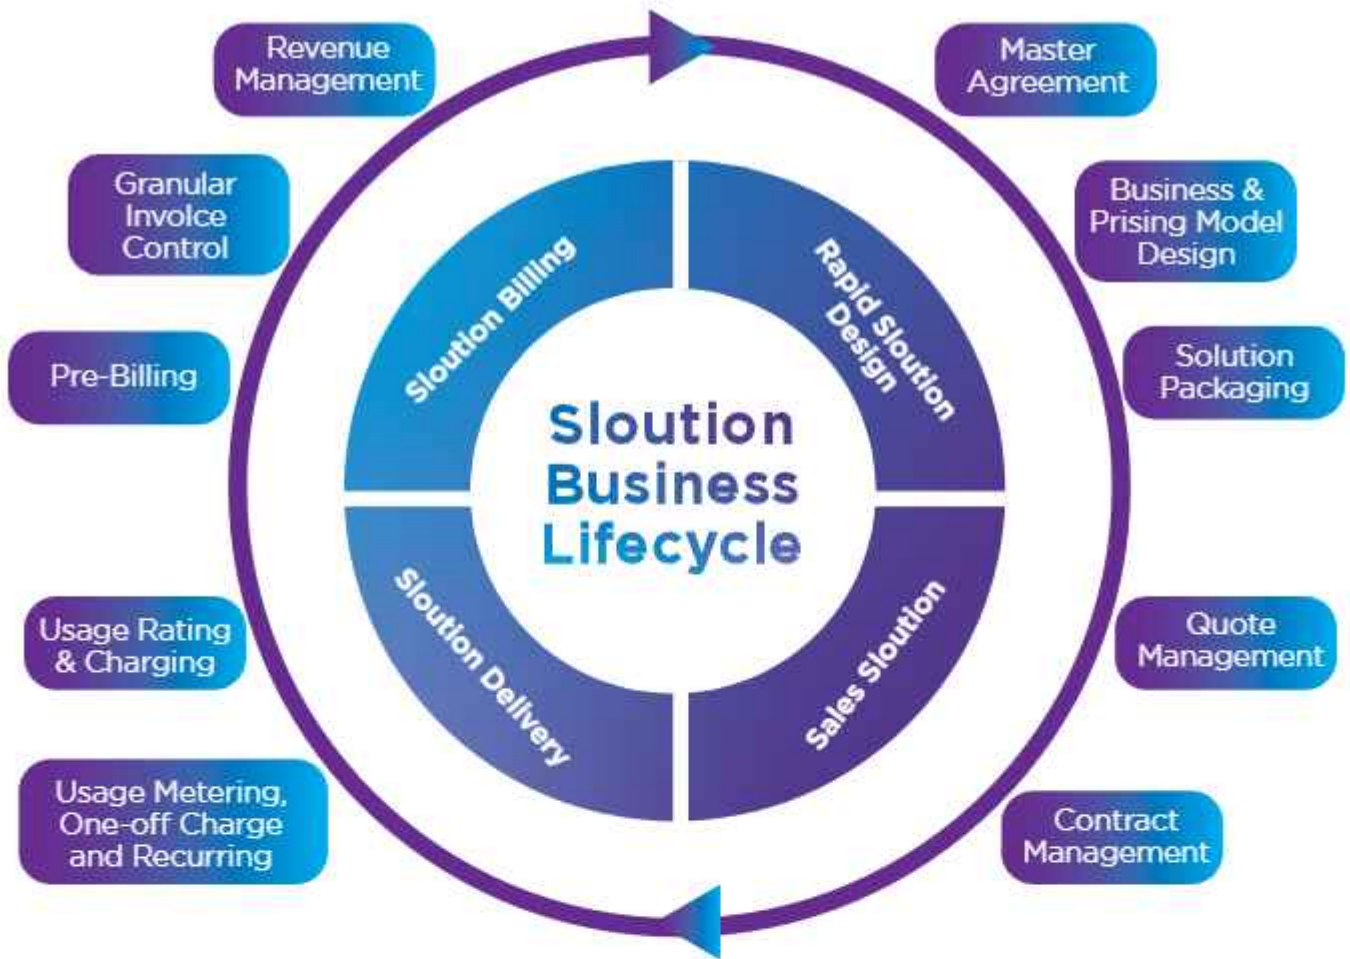 Revenue
Management
Master
Agreement
Granular
Involce
Control
Business &
Prising Model
Design
Pre-Billing
Solution
Packaging
Sloution Billing
Rapid Sloution
Design
Sloution
Business
Lifecycle
Sloution Delivery
Sales Sloution
Usage Rating
& Charging
Quote
Management
Usage Metering,
One-off Charge
and Recurring
Contract
Management